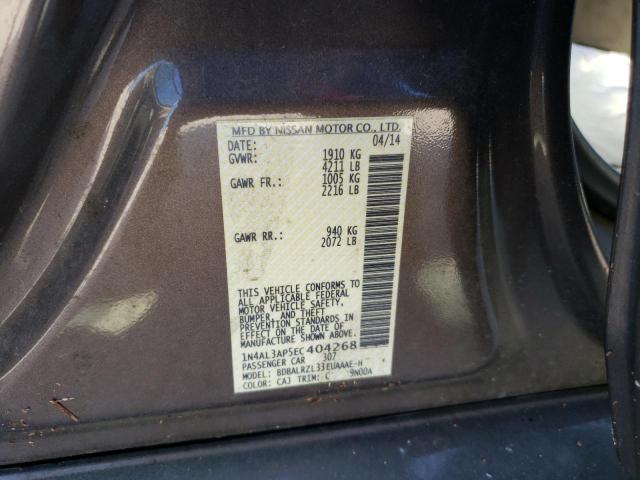 MFD BY NISSAN MOTOR CO., LTD.
DATE: 04/14
GVWR: 1910 KG
4211 LB
GAWR FR.: 1005 KG
2216 LB
GAWR RR.: 940 KG
2072 LB
THIS VEHICLE CONFORMS TO
ALL APPLICABLE FEDERAL
MOTOR VEHICLE SAFETY,
BUMPER, AND THEFT
PREVENTION STANDARDS IN
EFFECT ON THE DATE OF
MANUFACTURE SHOWN ABOVE.
1N4AL3AP5EC404268
PASSENGER CAR 307
MODEL: BDBALRZL33EUAAAE-H
COLOR: CAJ TRIM: C 9N00A